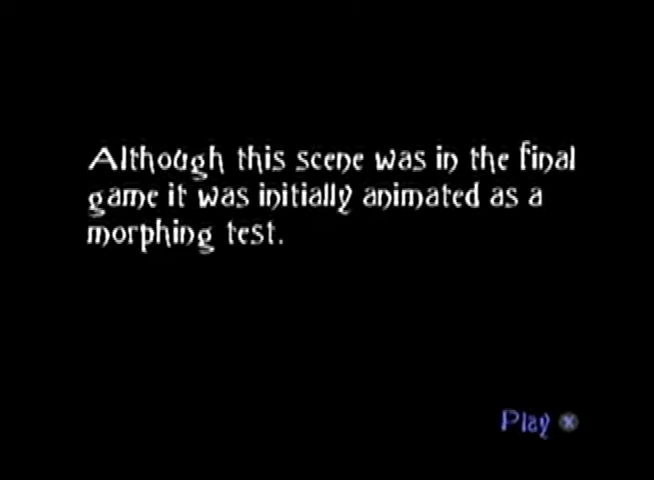 Although this scene was in the final
game it was initially animated as a
morphing test.
Play